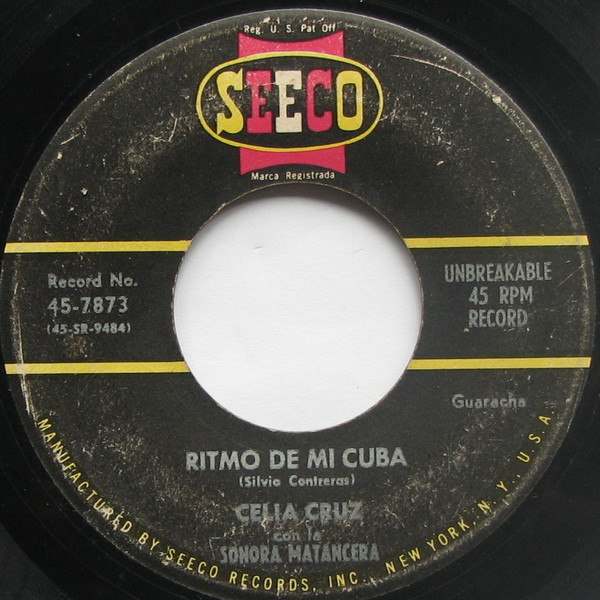 Reg. U. S. Pat Off
SEECO
Marca Registrada
Record No.
45-7873
(45-SR-9484)
UNBREAKABLE
45 RPM
RECORD
Guaracha
RITMO DE MI CUBA
(Silvio Contreras)
CELIA CRUZ
con la
SONORA MATANCERA
MANUFACTURED BY SEECO RECORDS, INC. NEW YORK, N. Y., U. S. A.